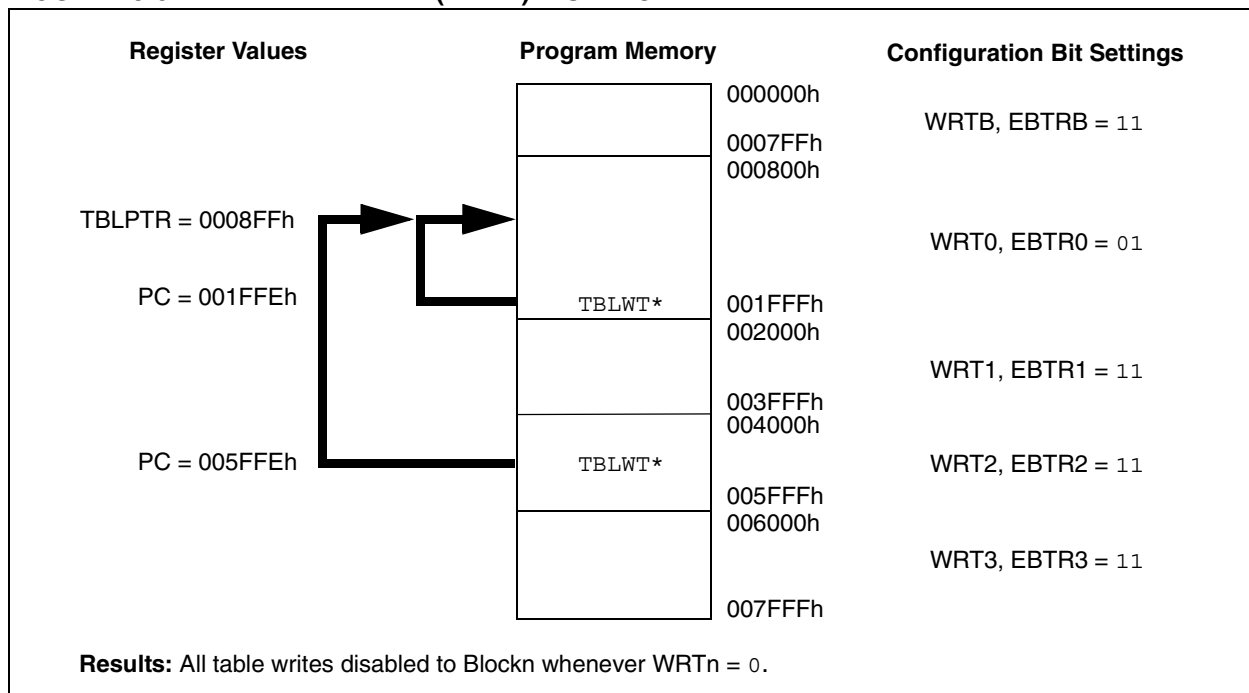 Register Values Program Memory Configuration Bit Settings
000000h
WRTB, EBTRB = 11
0007FFh
000800h
TBLPTR = 0008FFh
WRT0, EBTR0 = 01
PC = 001FFEh TBLWT* 001FFFh
002000h
WRT1, EBTR1 = 11
003FFFh
004000h
PC = 005FFEh TBLWT* WRT2, EBTR2 = 11
005FFFh
006000h
WRT3, EBTR3 = 11
007FFFh
Results: All table writes disabled to Blockn whenever WRTn = 0.